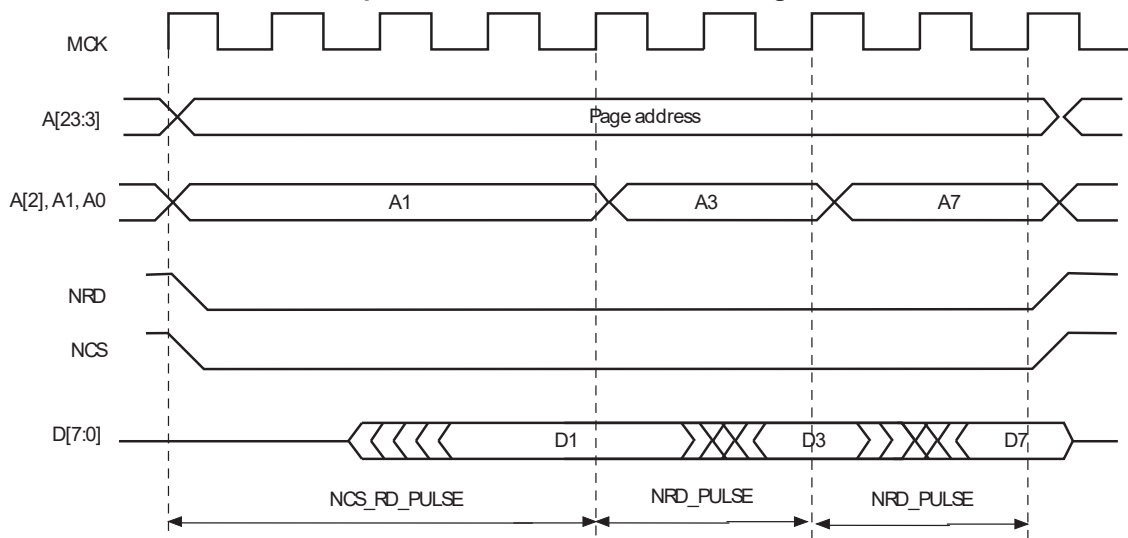 MCK
A[23:3]
Page address
A[2], A1, A0
A1
A3
A7
NRD
NCS
D[7:0]
D1
D3
D7
NCS_RD_PULSE
NRD_PULSE
NRD_PULSE